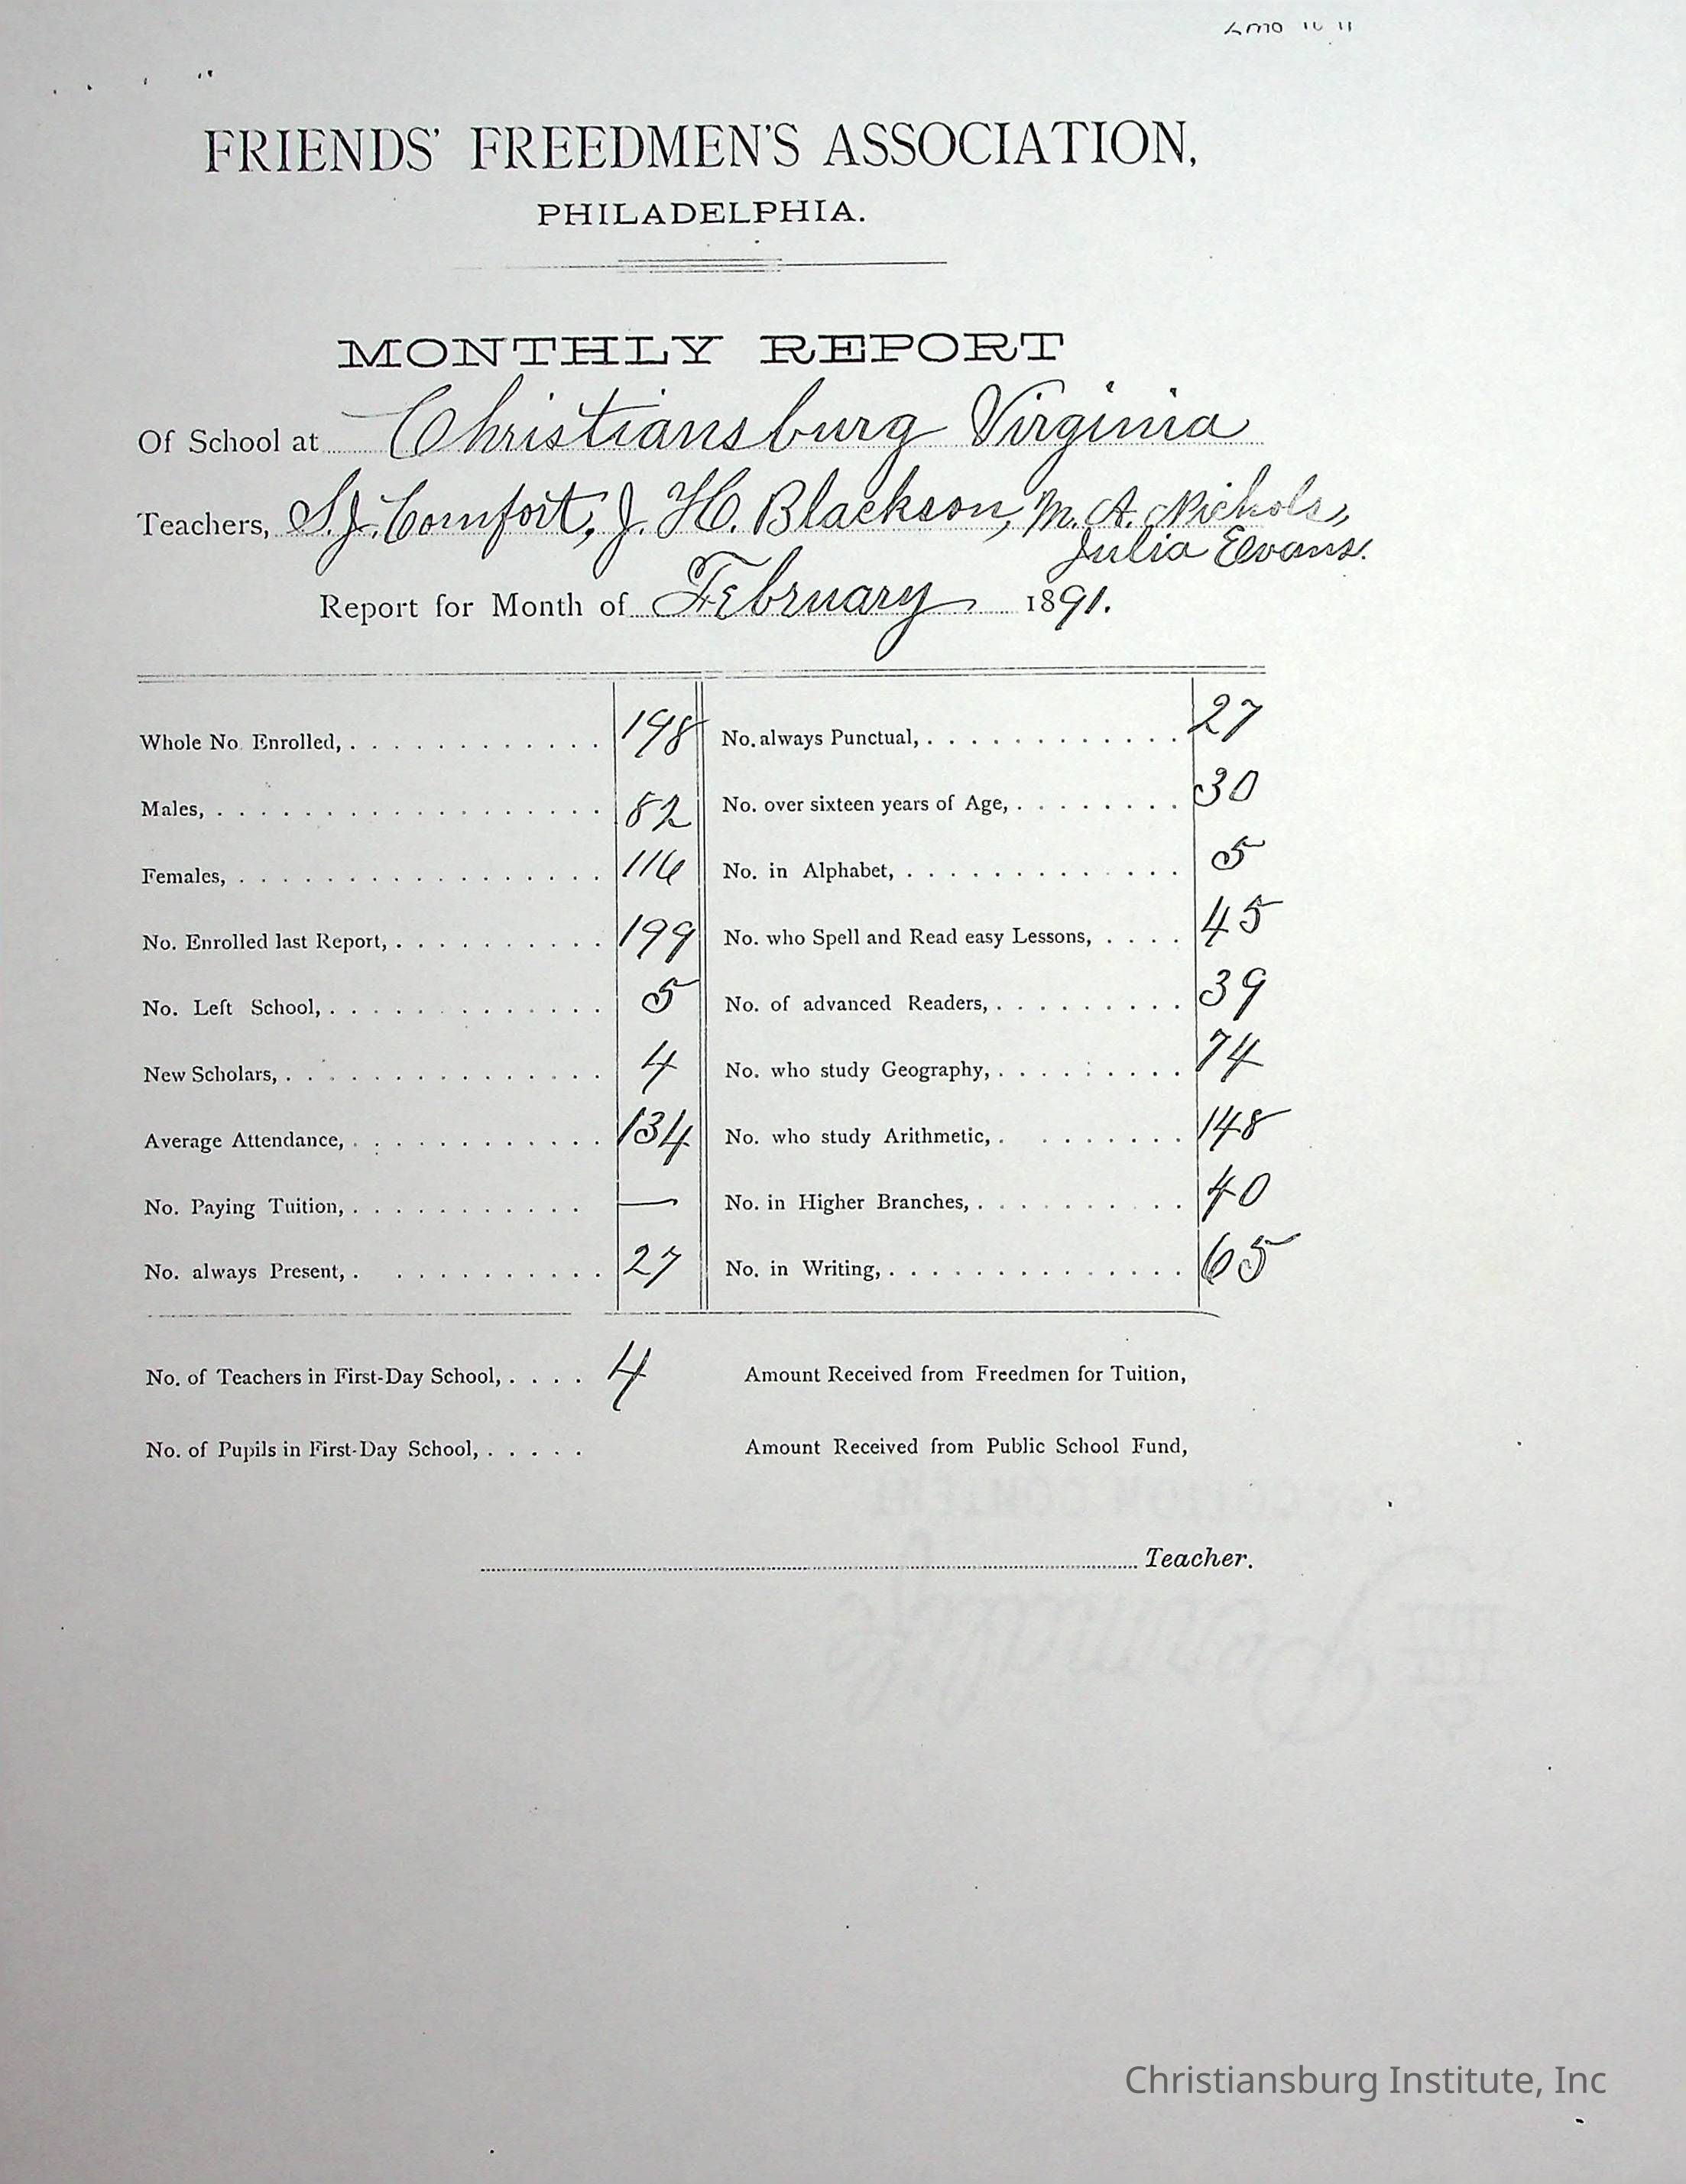 FRIENDS' FREEDMEN'S ASSOCIATION,
PHILADELPHIA.
MONTHLY REPORT
Of School at Christiansburg Virginia
Teachers, S. J. Comfort, J. H. Blackson, M. A. Nichols,
Julia Evans.
Report for Month of February 1891.
Whole No. Enrolled, 198 No. always Punctual, 27
Males, 82 No. over sixteen years of Age, 30
Females, 116 No. in Alphabet, 5
No. Enrolled last Report, 199 No. who Spell and Read easy Lessons, 45
No. Left School, 5 No. of advanced Readers, 39
New Scholars, 4 No. who study Geography, 74
Average Attendance, 134 No. who study Arithmetic, 148
No. Paying Tuition, — No. in Higher Branches, 40
No. always Present, 27 No. in Writing, 65
No. of Teachers in First-Day School, 4 Amount Received from Freedmen for Tuition,
No. of Pupils in First-Day School, Amount Received from Public School Fund,
Teacher.
Christiansburg Institute, Inc